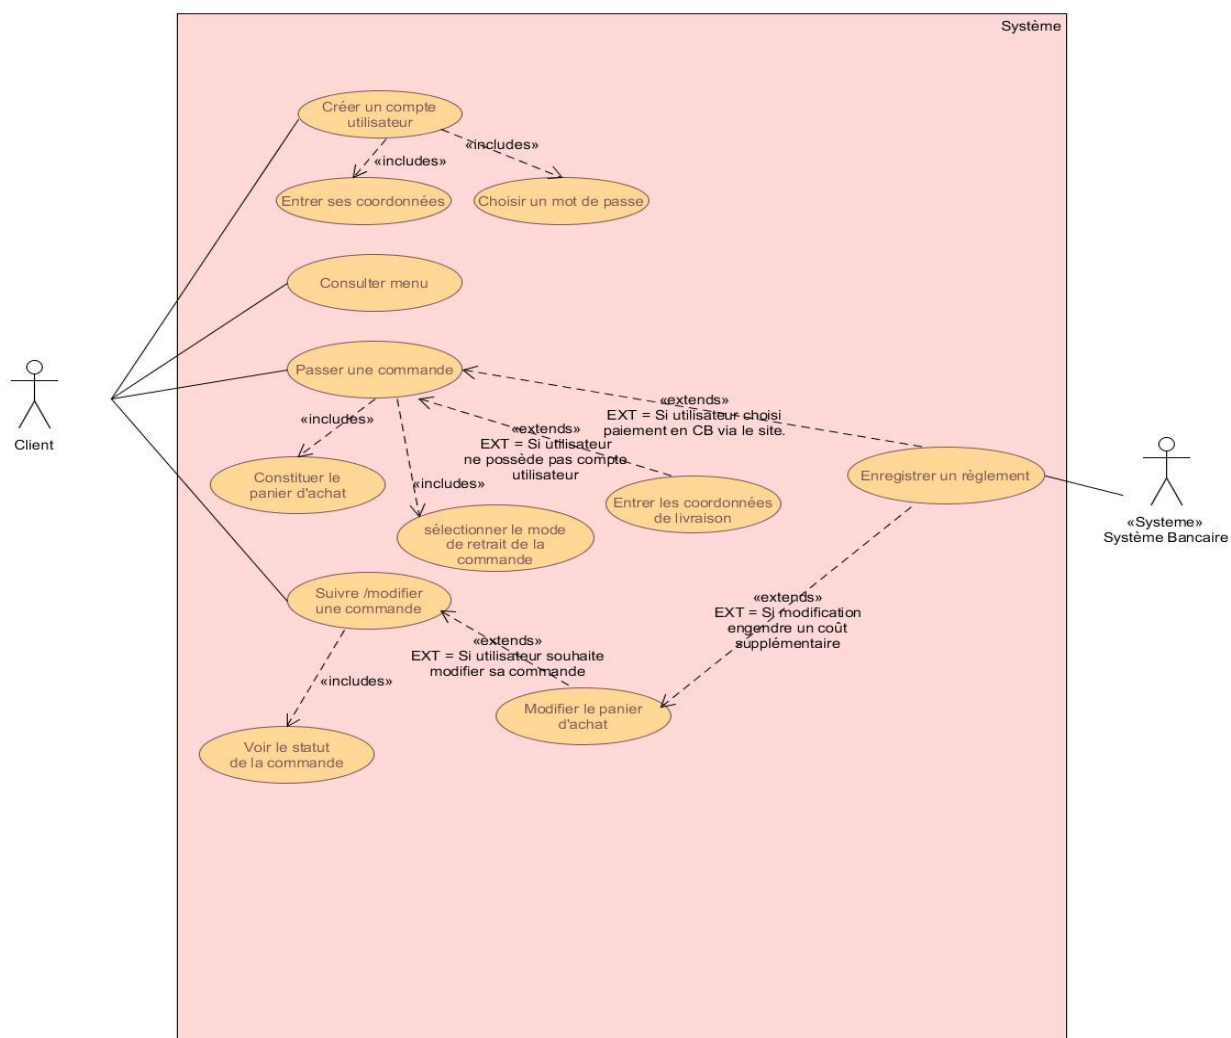 Système
Créer un compte
utilisateur
«includes»
«includes»
Entrer ses coordonnées
Choisir un mot de passe
Consulter menu
Passer une commande
«includes»
«extends»
EXT = Si utilisateur choisi
paiement en CB via le site.
«extends»
EXT = Si utilisateur
ne possède pas compte
utilisateur
Client
Constituer le
panier d'achat
«includes»
Entrer les coordonnées
de livraison
Enregistrer un règlement
«Systeme»
Système Bancaire
sélectionner le mode
de retrait de la
commande
Suivre /modifier
une commande
«extends»
EXT = Si modification
engendre un coût
supplémentaire
«extends»
EXT = Si utilisateur souhaite
modifier sa commande
«includes»
Modifier le panier
d'achat
Voir le statut
de la commande